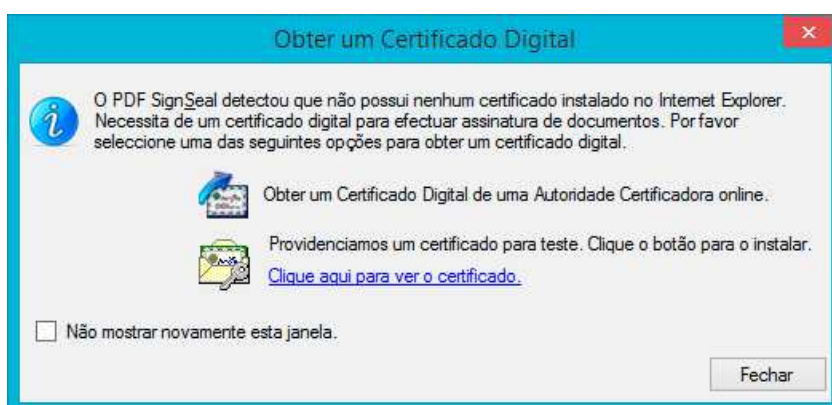 Obter um Certificado Digital
O PDF SignSeal detectou que não possui nenhum certificado instalado no Internet Explorer.
Necessita de um certificado digital para efectuar assinatura de documentos. Por favor
seleccione uma das seguintes opções para obter um certificado digital.
Obter um Certificado Digital de uma Autoridade Certificadora online.
Providenciamos um certificado para teste. Clique o botão para o instalar.
Clique aqui para ver o certificado.
Não mostrar novamente esta janela.
Fechar